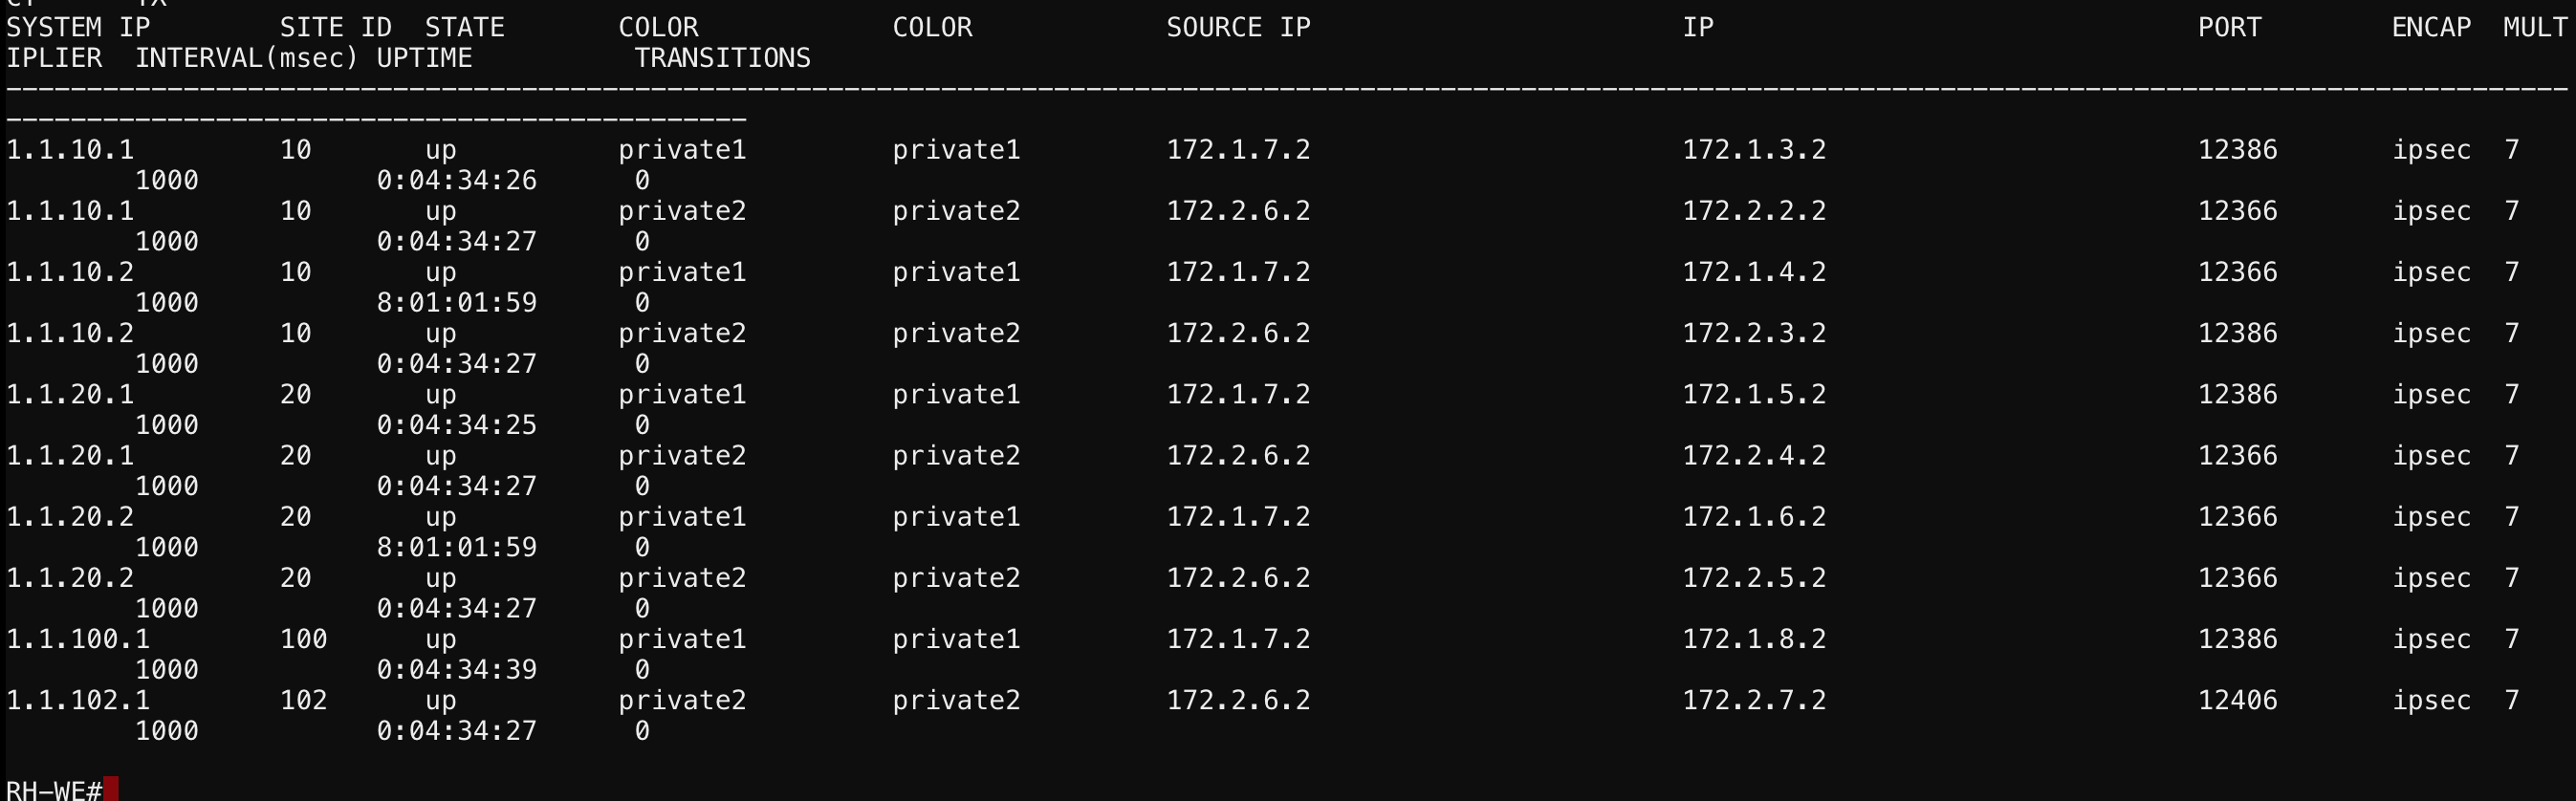 SYSTEM IP        SITE ID  STATE       COLOR            COLOR            SOURCE IP                       IP                              PORT        ENCAP  MULT
IPLIER  INTERVAL(msec) UPTIME          TRANSITIONS
---------------------------------------------------------------------------------------------------------------------------------------------------------------
----------------------------------------------
1.1.10.1         10       up          private1         private1         172.1.7.2                       172.1.3.2                       12386       ipsec  7
        1000           0:04:34:26      0
1.1.10.1         10       up          private2         private2         172.2.6.2                       172.2.2.2                       12366       ipsec  7
        1000           0:04:34:27      0
1.1.10.2         10       up          private1         private1         172.1.7.2                       172.1.4.2                       12366       ipsec  7
        1000           8:01:01:59      0
1.1.10.2         10       up          private2         private2         172.2.6.2                       172.2.3.2                       12386       ipsec  7
        1000           0:04:34:27      0
1.1.20.1         20       up          private1         private1         172.1.7.2                       172.1.5.2                       12386       ipsec  7
        1000           0:04:34:25      0
1.1.20.1         20       up          private2         private2         172.2.6.2                       172.2.4.2                       12366       ipsec  7
        1000           0:04:34:27      0
1.1.20.2         20       up          private1         private1         172.1.7.2                       172.1.6.2                       12366       ipsec  7
        1000           8:01:01:59      0
1.1.20.2         20       up          private2         private2         172.2.6.2                       172.2.5.2                       12366       ipsec  7
        1000           0:04:34:27      0
1.1.100.1        100      up          private1         private1         172.1.7.2                       172.1.8.2                       12386       ipsec  7
        1000           0:04:34:39      0
1.1.102.1        102      up          private2         private2         172.2.6.2                       172.2.7.2                       12406       ipsec  7
        1000           0:04:34:27      0
RH-WE#